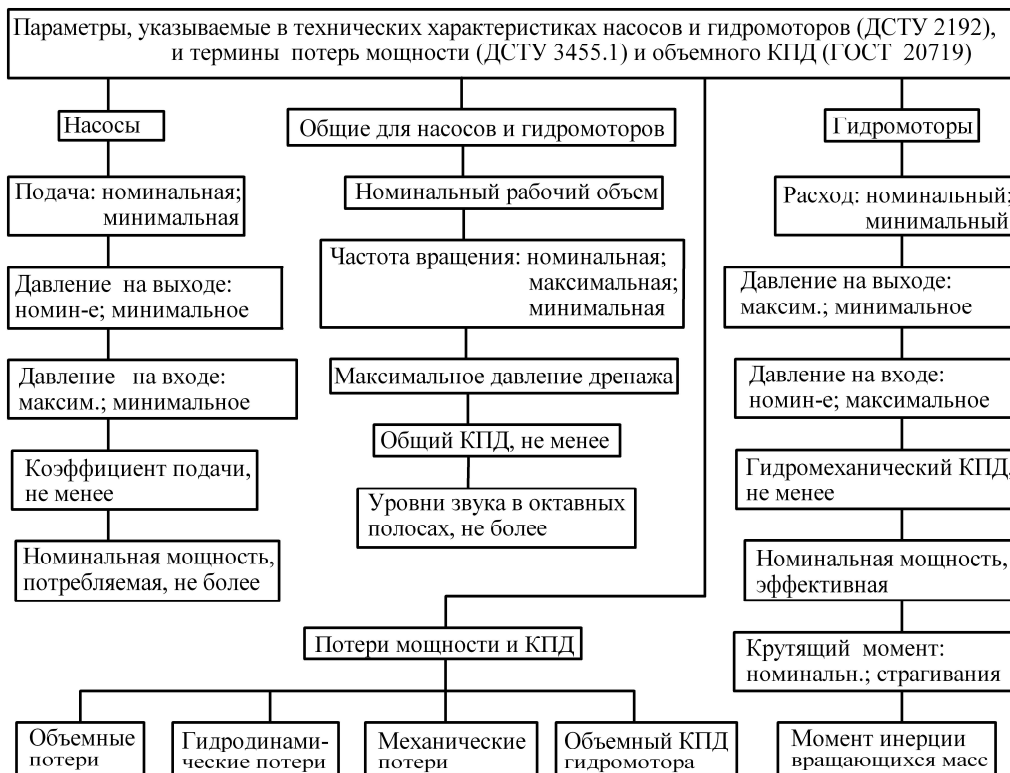 Параметры, указываемые в технических характеристиках насосов и гидромоторов (ДСТУ 2192),
и термины потерь мощности (ДСТУ 3455.1) и объемного КПД (ГОСТ 20719)
Насосы
Подача: номинальная;
минимальная
Давление на выходе:
номин-е; минимальное
Давление на входе:
максим.; минимальное
Коэффициент подачи,
не менее
Номинальная мощность,
потребляемая, не более
Общие для насосов и гидромоторов
Номинальный рабочий объем
Частота вращения: номинальная;
максимальная;
минимальная
Максимальное давление дренажа
Общий КПД, не менее
Уровни звука в октавных
полосах, не более
Гидромоторы
Расход: номинальный;
минимальный
Давление на выходе:
максим.; минимальное
Давление на входе:
номин-е; максимальное
Гидромеханический КПД,
не менее
Номинальная мощность,
эффективная
Крутящий момент:
номинальн.; страгивания
Момент инерции
вращающихся масс
Потери мощности и КПД
Объемные
потери
Гидродинами-
ческие потери
Механические
потери
Объемный КПД
гидромотора